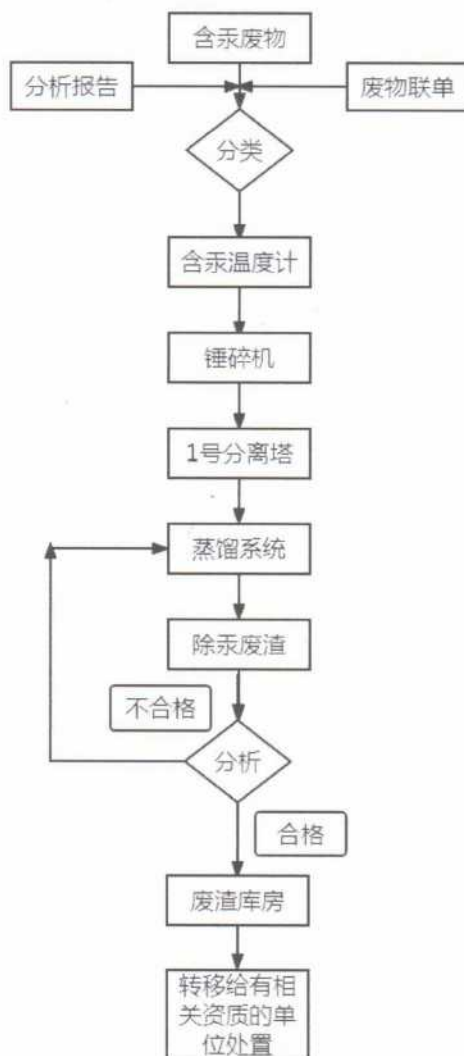 含汞废物
分析报告
废物联单
分类
含汞温度计
锤碎机
1号分离塔
蒸馏系统
除汞废渣
不合格
分析
合格
废渣库房
转移给有相
关资质的单
位处置